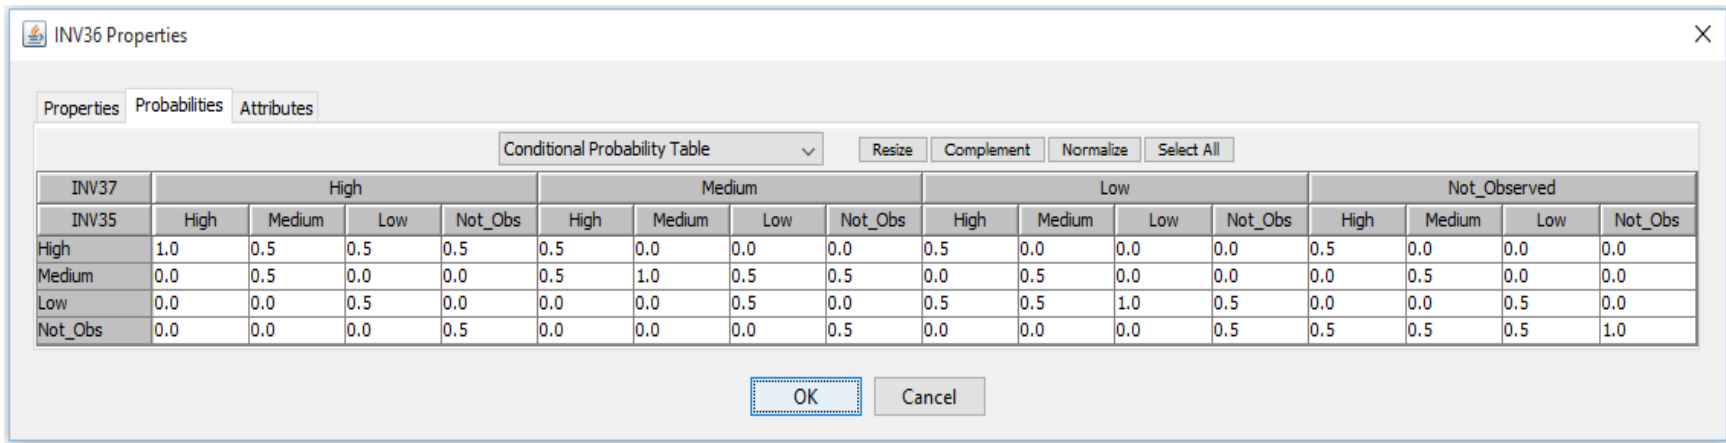 INV36 Properties
Properties Probabilities Attributes
Conditional Probability Table Resize Complement Normalize Select All
INV37 High Medium Low Not_Observed
INV35 High Medium Low Not_Obs High Medium Low Not_Obs High Medium Low Not_Obs High Medium Low Not_Obs
High 1.0 0.5 0.5 0.5 0.5 0.0 0.0 0.0 0.5 0.0 0.0 0.0 0.5 0.0 0.0 0.0
Medium 0.0 0.5 0.0 0.0 0.5 1.0 0.5 0.5 0.0 0.5 0.0 0.0 0.0 0.5 0.0 0.0
Low 0.0 0.0 0.5 0.0 0.0 0.0 0.5 0.0 0.5 0.5 1.0 0.5 0.0 0.0 0.5 0.0
Not_Obs 0.0 0.0 0.0 0.5 0.0 0.0 0.0 0.5 0.0 0.0 0.0 0.5 0.5 0.5 0.5 1.0
OK Cancel